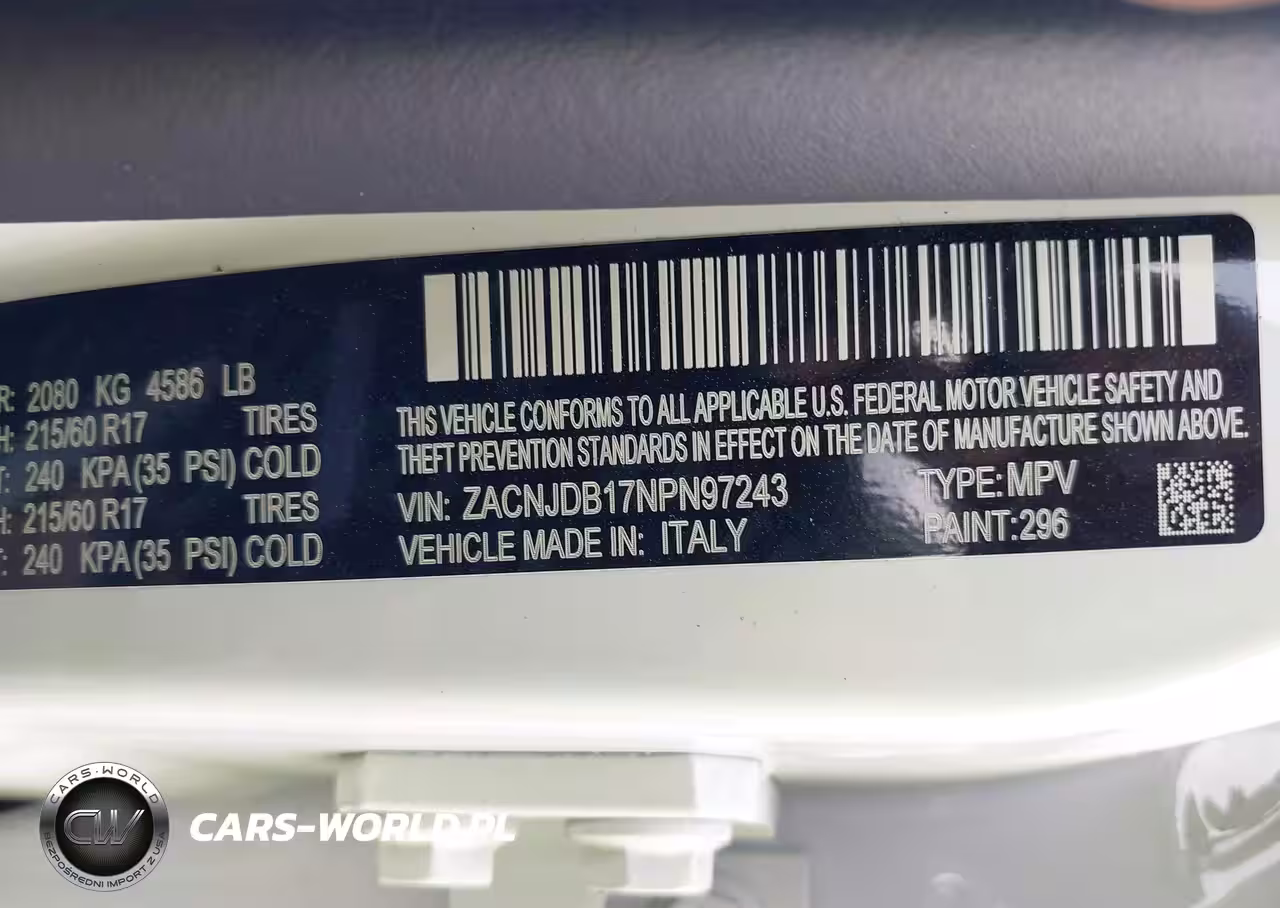 R: 2080 KG 4586 LB
H: 215/60 R17 TIRES
T: 240 KPA(35 PSI) COLD
H: 215/60 R17 TIRES
: 240 KPA(35 PSI) COLD
THIS VEHICLE CONFORMS TO ALL APPLICABLE U.S. FEDERAL MOTOR VEHICLE SAFETY AND
THEFT PREVENTION STANDARDS IN EFFECT ON THE DATE OF MANUFACTURE SHOWN ABOVE.
VIN: ZACNJDB17NPN97243 TYPE: MPV
VEHICLE MADE IN: ITALY PAINT: 296
CARS-WORLD
CW
BEZPOŚREDNI IMPORT Z USA
CARS-WORLD.PL